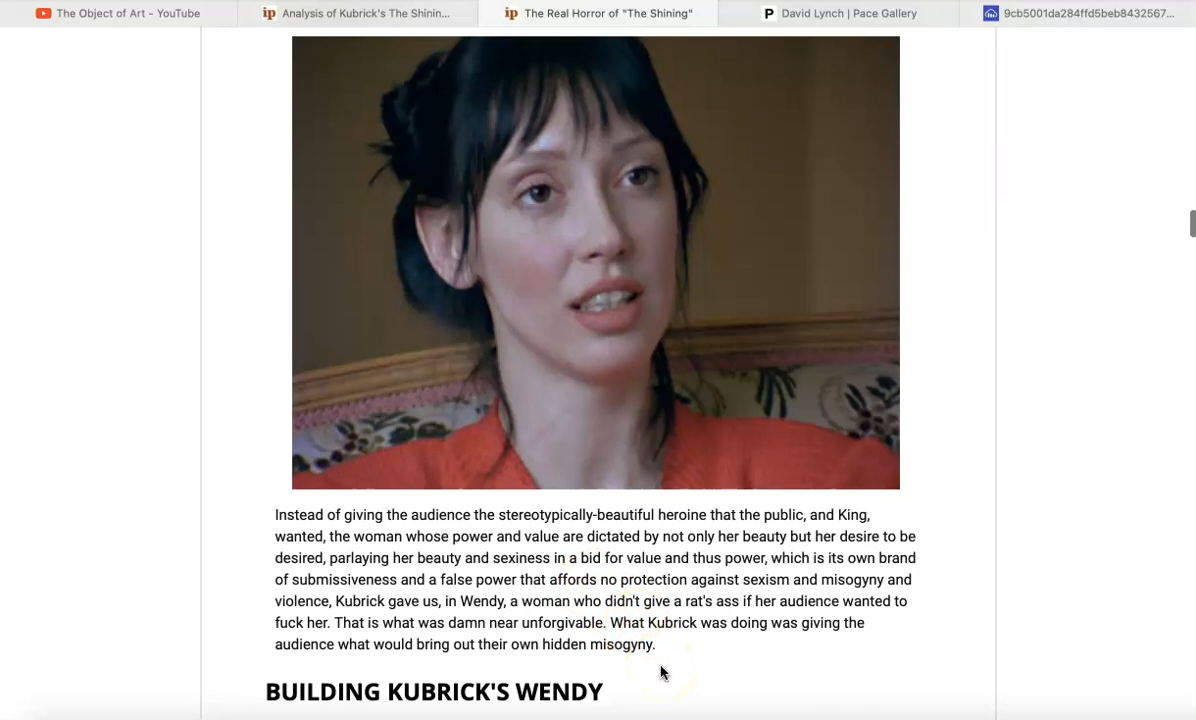 The Object of Art - YouTube
ip Analysis of Kubrick's The Shinin...
ip The Real Horror of "The Shining"
P David Lynch | Pace Gallery
9cb5001da284ffd5beb8432567...
Instead of giving the audience the stereotypically-beautiful heroine that the public, and King,
wanted, the woman whose power and value are dictated by not only her beauty but her desire to be
desired, parlaying her beauty and sexiness in a bid for value and thus power, which is its own brand
of submissiveness and a false power that affords no protection against sexism and misogyny and
violence, Kubrick gave us, in Wendy, a woman who didn't give a rat's ass if her audience wanted to
fuck her. That is what was damn near unforgivable. What Kubrick was doing was giving the
audience what would bring out their own hidden misogyny.
BUILDING KUBRICK'S WENDY